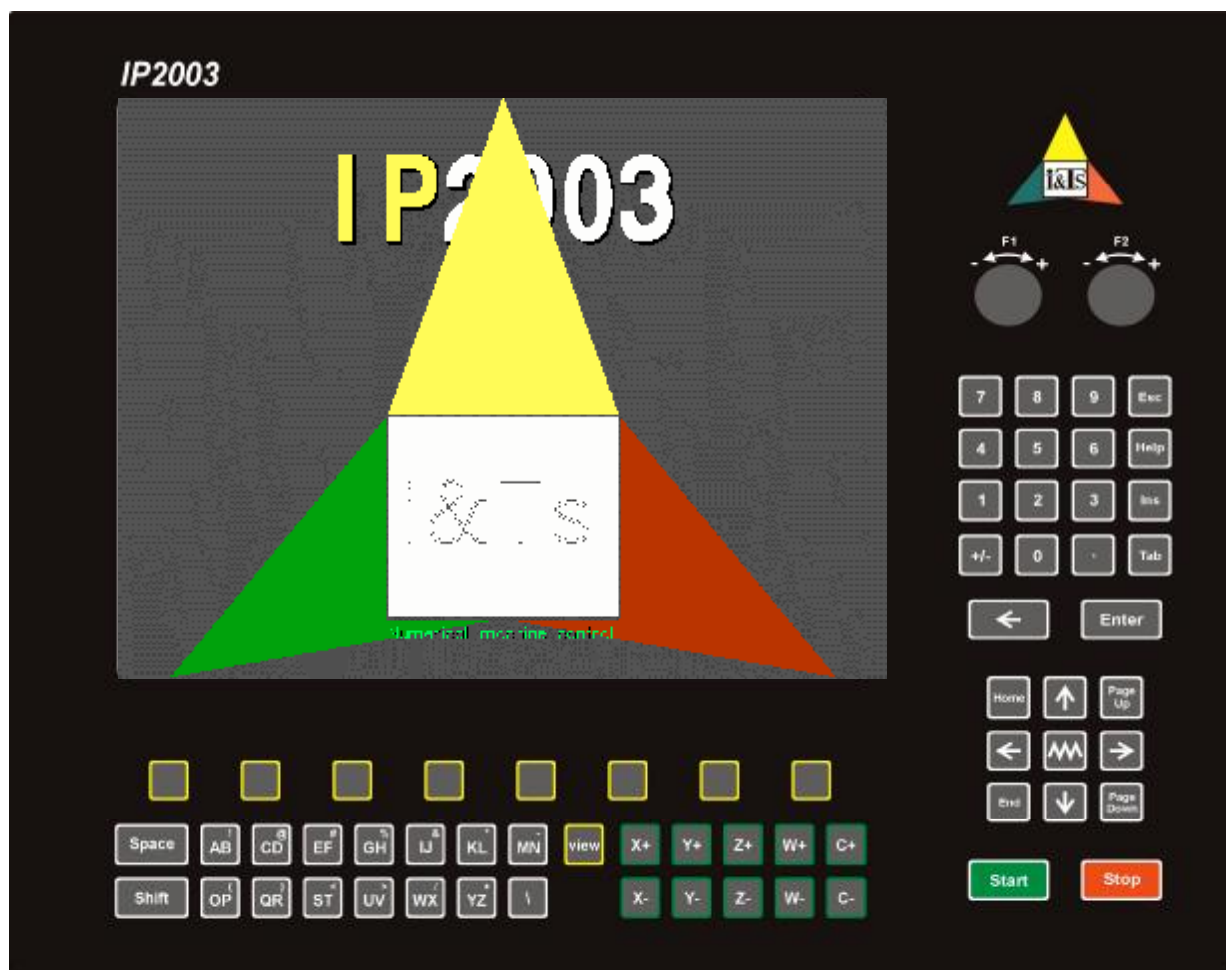 IP2003
IP2003
I&Ts
Numerical machine control
I&Ts
F1 F2
- + - +
7 8 9 Esc
4 5 6 Help
1 2 3 Ins
+/- 0 . Tab
← Enter
Home ↑ Page Up
← →
End ↓ Page Down
Start Stop
Space AB! CD@ EF# GH% IJ& KL* MN- view X+ Y+ Z+ W+ C+
Shift OP( QR) ST< UV> WX/ YZ \ X- Y- Z- W- C-